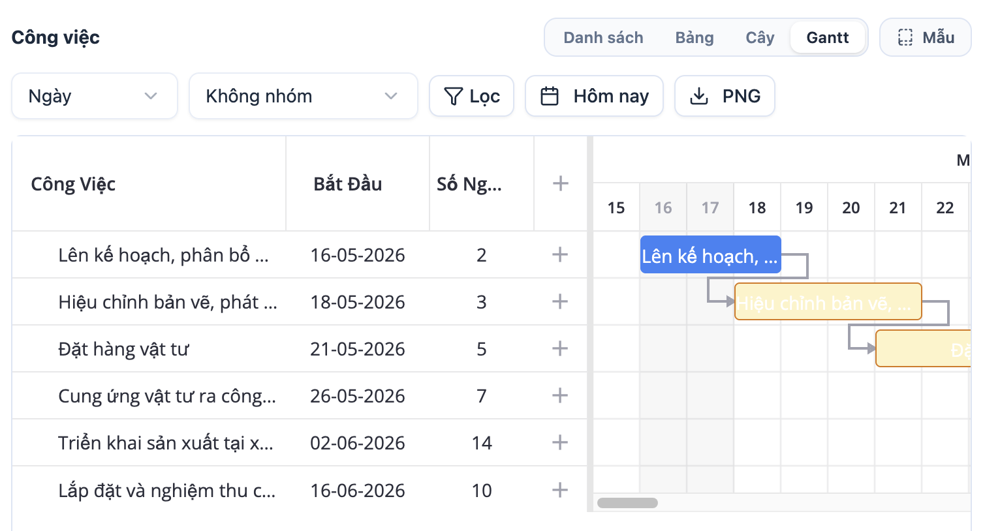 Công việc
Danh sách Bảng Cây Gantt Mẫu
Ngày Không nhóm Lọc Hôm nay PNG
Công Việc Bắt Đầu Số Ng...
15 16 17 18 19 20 21 22
Lên kế hoạch, phân bổ ... 16-05-2026 2 Lên kế hoạch, ...
Hiệu chỉnh bản vẽ, phát ... 18-05-2026 3 Hiệu chỉnh bản vẽ, ...
Đặt hàng vật tư 21-05-2026 5
Cung ứng vật tư ra công... 26-05-2026 7
Triển khai sản xuất tại x... 02-06-2026 14
Lắp đặt và nghiệm thu c... 16-06-2026 10